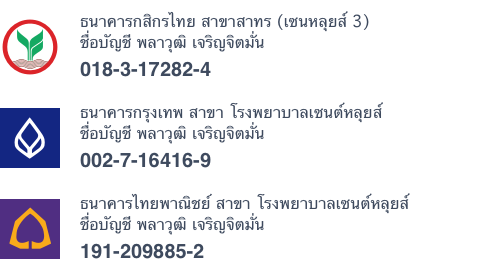 ธนาคารกสิกรไทย สาขาสาทร (เซนหลุยส์ 3)
ชื่อบัญชี พลาวุฒิ เจริญจิตมั่น
018-3-17282-4
ธนาคารกรุงเทพ สาขา โรงพยาบาลเซนต์หลุยส์
ชื่อบัญชี พลาวุฒิ เจริญจิตมั่น
002-7-16416-9
ธนาคารไทยพาณิชย์ สาขา โรงพยาบาลเซนต์หลุยส์
ชื่อบัญชี พลาวุฒิ เจริญจิตมั่น
191-209885-2